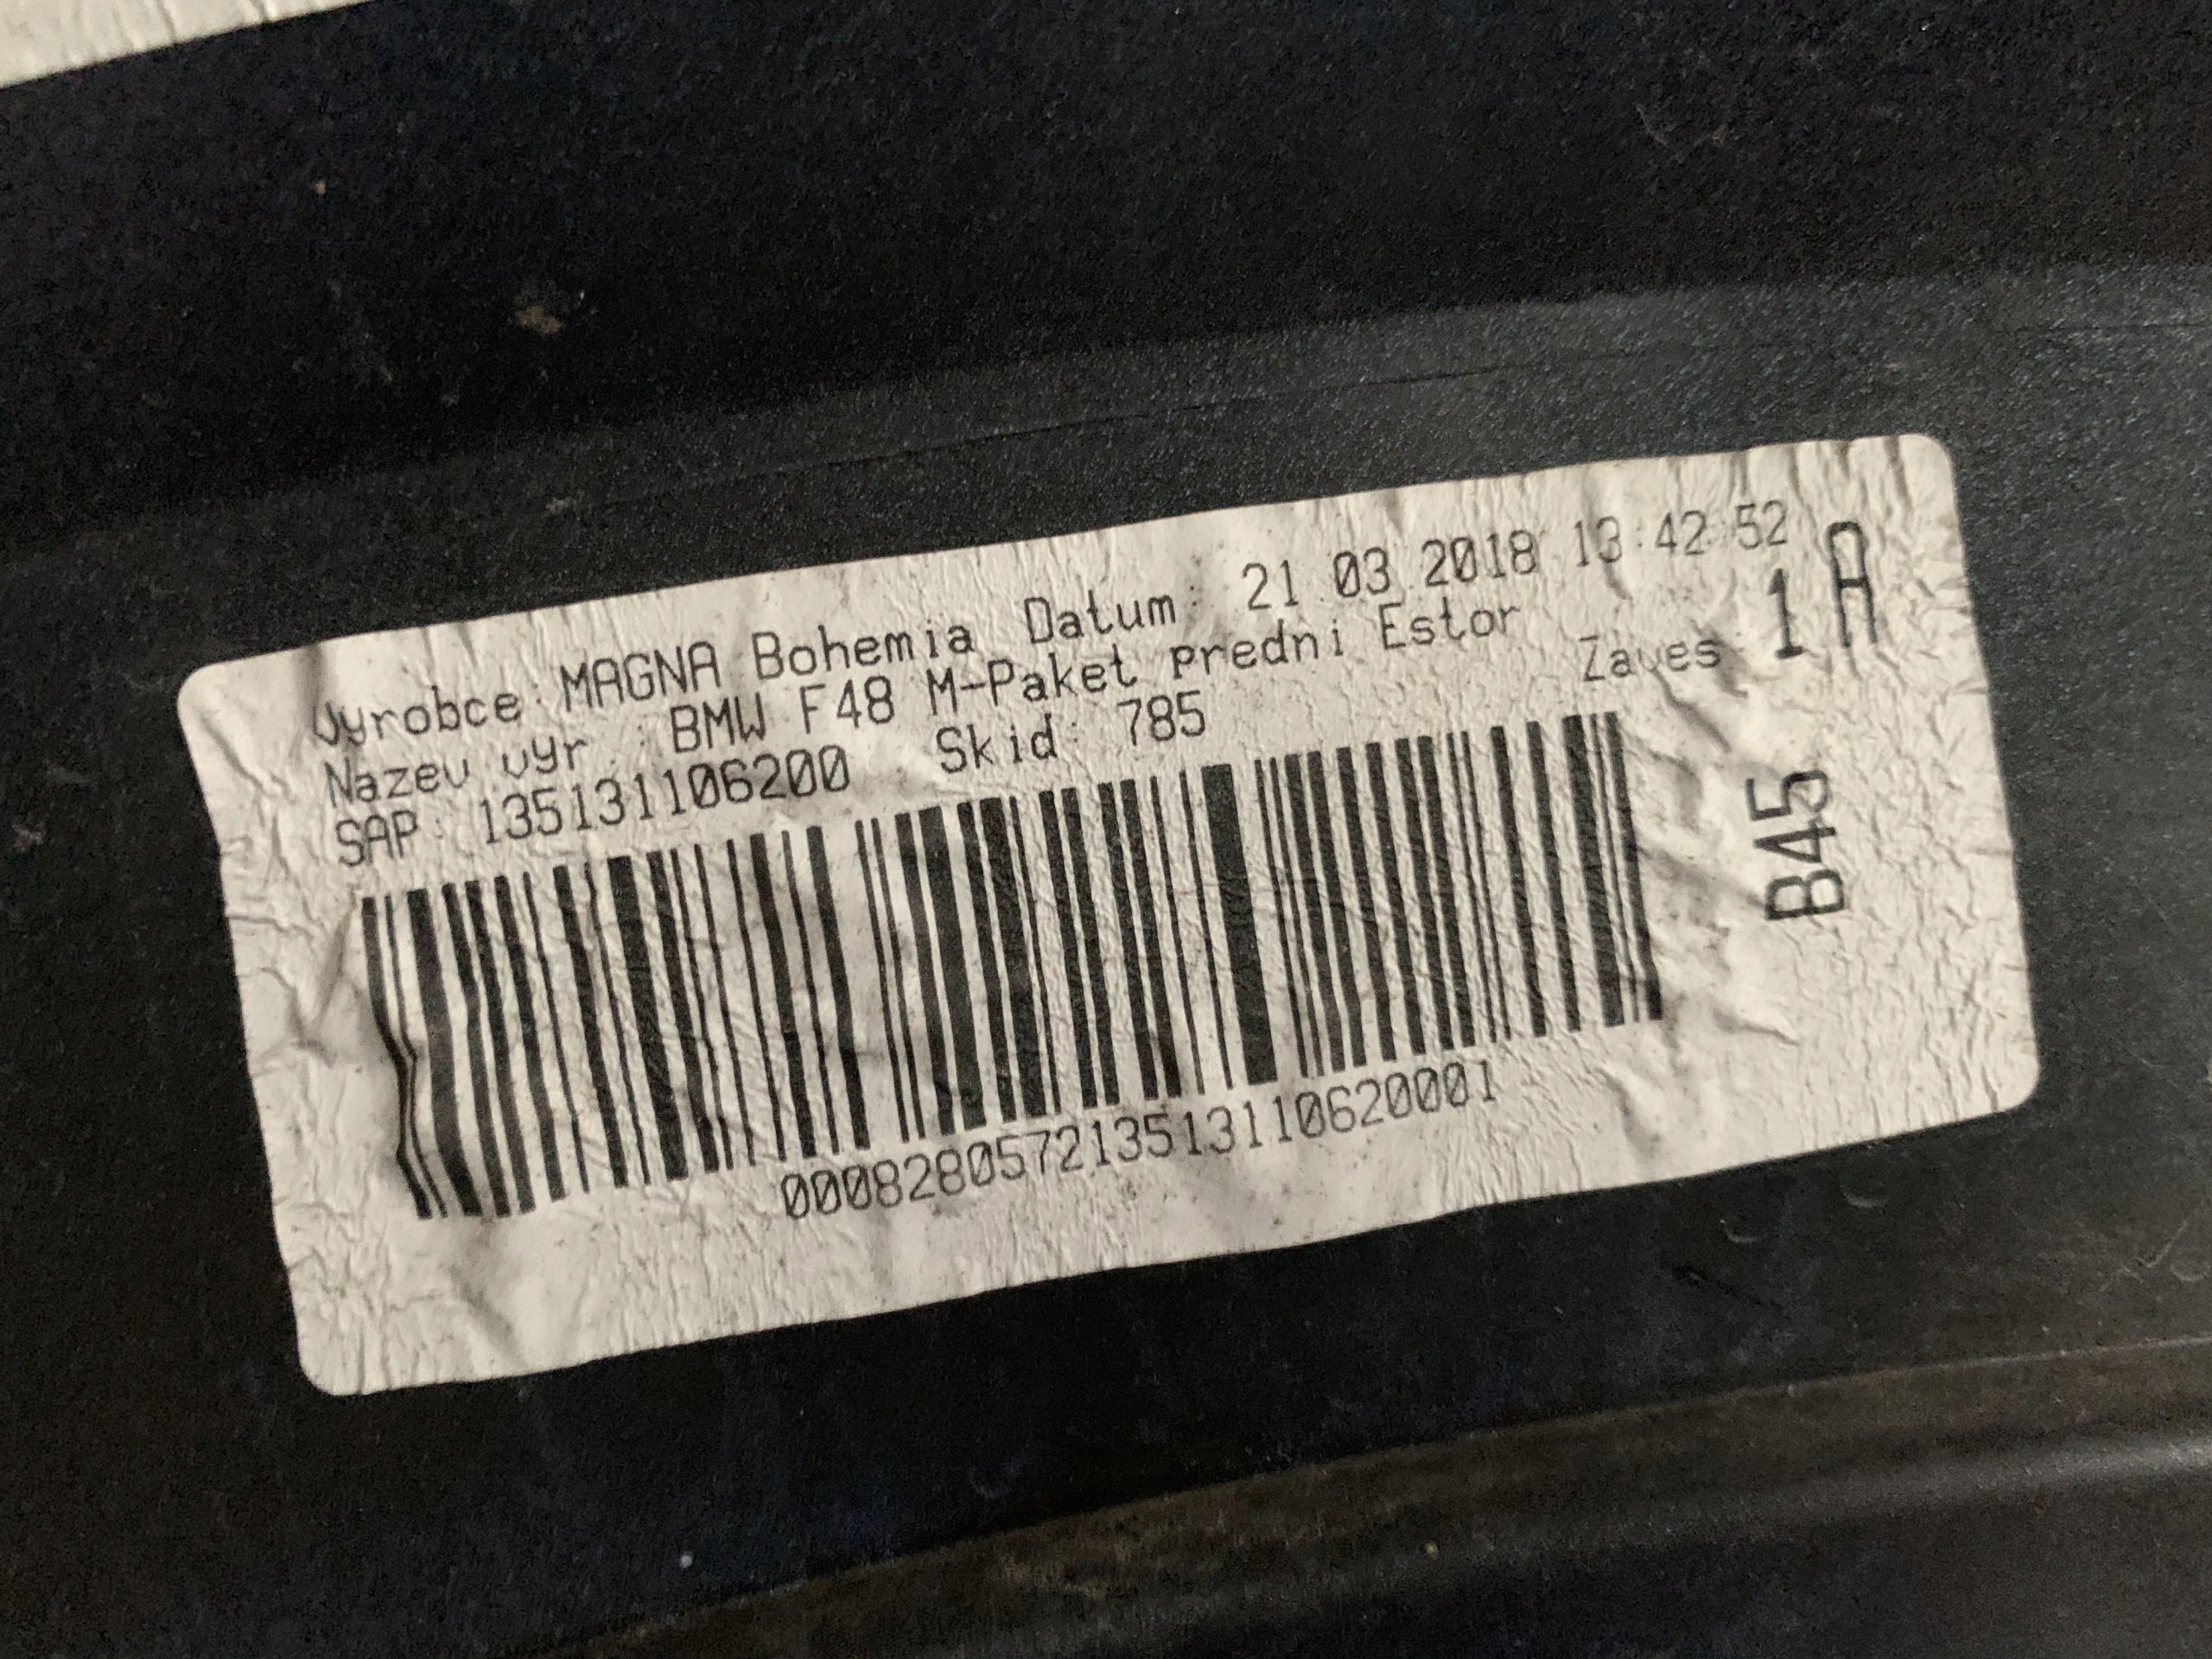 Vyrobce: MAGNA Bohemia Datum: 21.03.2018 13:42:52
Nazev vyr.: BMW F48 M-Paket predni Estor
SAP: 135131106200 Skid: 785
Zaves: 1 A
B45
000828057213513110620001